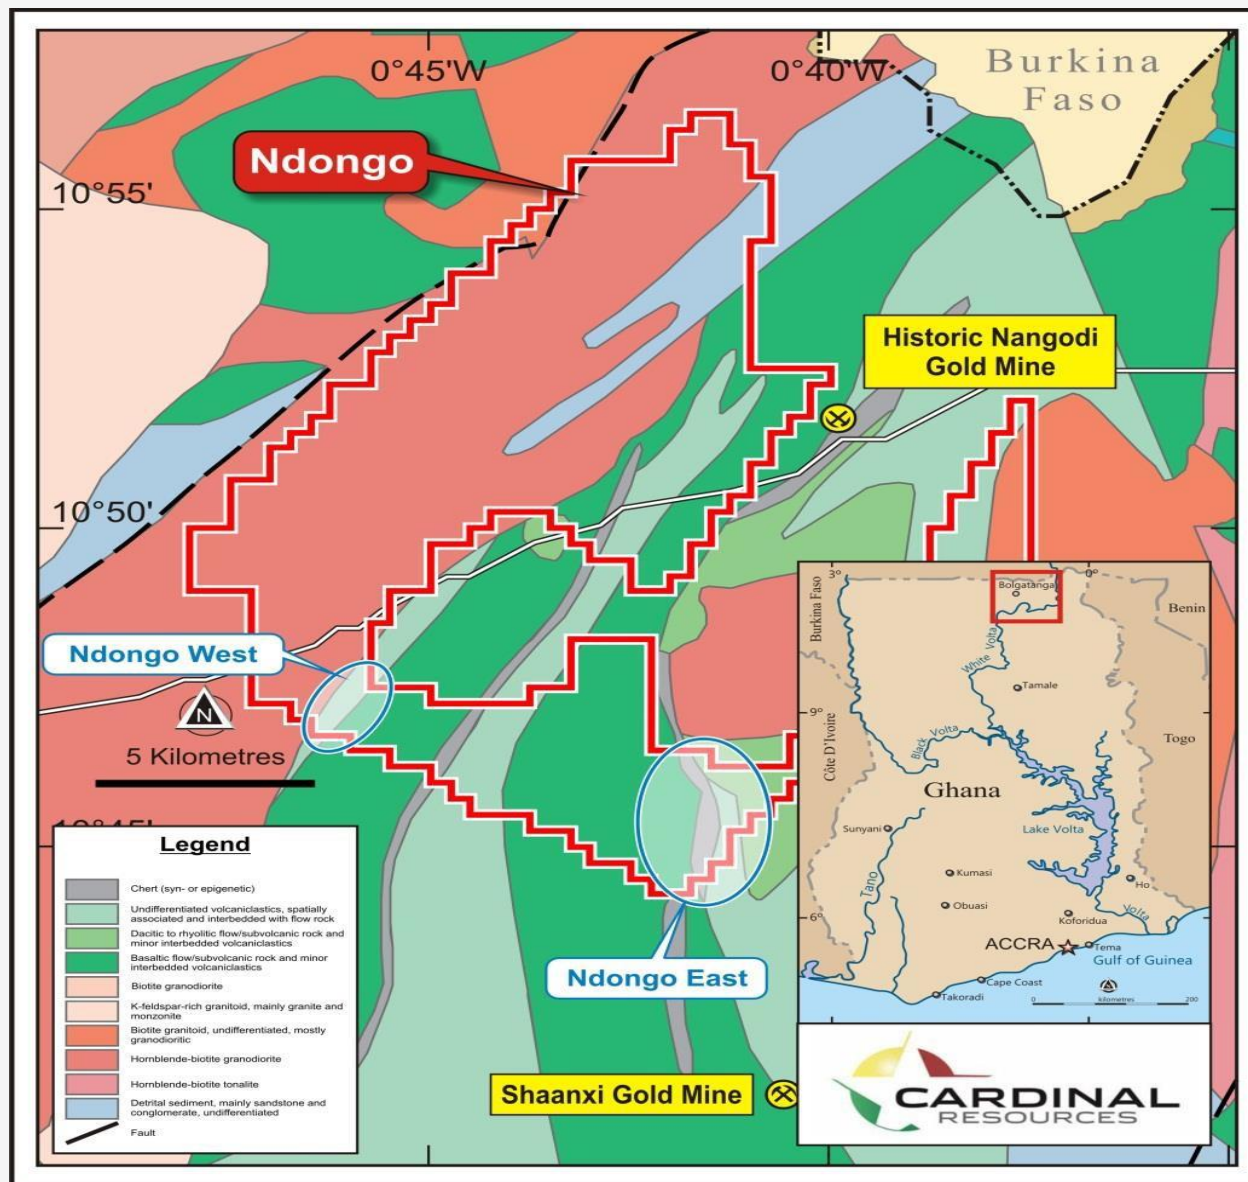 0°45'W
0°40'W
Burkina
Faso
Ndongo
10°55'
Historic Nangodi
Gold Mine
10°50'
Ndongo West
N
5 Kilometres
Legend
Chert (syn- or epigenetic)
Undifferentiated volcaniclastics, spatially
associated and interbedded with flow rock
Dacitic to rhyolitic flow/subvolcanic rock and
minor interbedded volcaniclastics
Basaltic flow/subvolcanic rock and minor
interbedded volcaniclastics
Biotite granodiorite
K-feldspar-rich granitoid, mainly granite and
monzonite
Biotite granitoid, undifferentiated, mostly
granodioritic
Hornblende-biotite granodiorite
Hornblende-biotite tonalite
Detrital sediment, mainly sandstone and
conglomerate, undifferentiated
Fault
Ndongo East
Shaanxi Gold Mine
3°
0°
Bolgatanga
Burkina Faso
Benin
White Volta
Tamale
9°
Black Volta
Togo
Côte D'Ivoire
Ghana
Sunyani
Lake Volta
Kumasi
Ho
Tano
Obuasi
Koforidua
Volta
6°
ACCRA
Tema
Gulf of Guinea
Cape Coast
Takoradi
0 kilometres 200
CARDINAL
RESOURCES